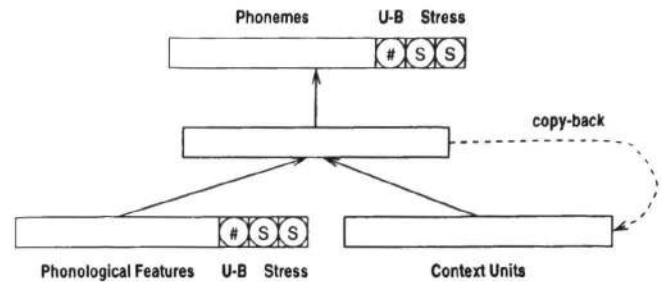 Phonemes U-B Stress
# S S
copy-back
# S S
Phonological Features U-B Stress Context Units